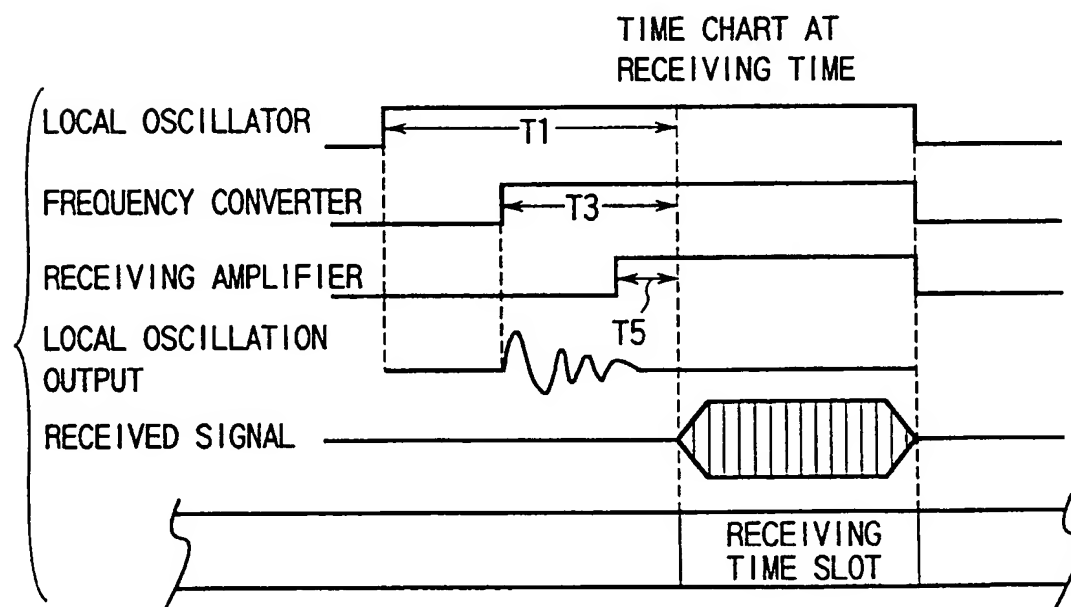 TIME CHART AT
RECEIVING TIME
LOCAL OSCILLATOR
T1
FREQUENCY CONVERTER
T3
RECEIVING AMPLIFIER
T5
LOCAL OSCILLATION
OUTPUT
RECEIVED SIGNAL
RECEIVING
TIME SLOT